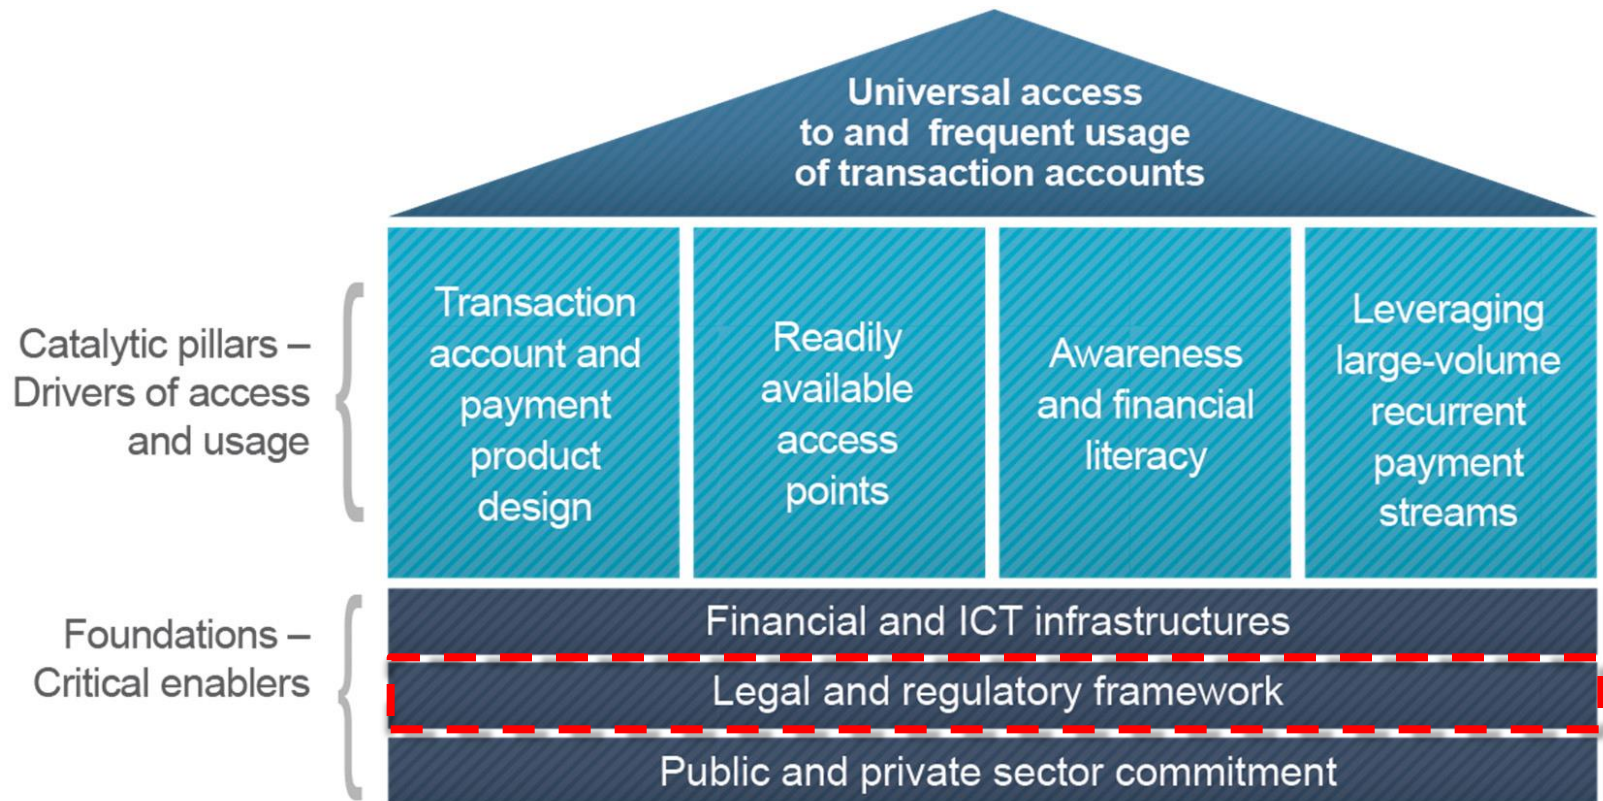 Universal access
to and frequent usage
of transaction accounts
Catalytic pillars –
Drivers of access
and usage
Transaction
account and
payment
product
design
Readily
available
access
points
Awareness
and financial
literacy
Leveraging
large-volume
recurrent
payment
streams
Foundations –
Critical enablers
Financial and ICT infrastructures
Legal and regulatory framework
Public and private sector commitment